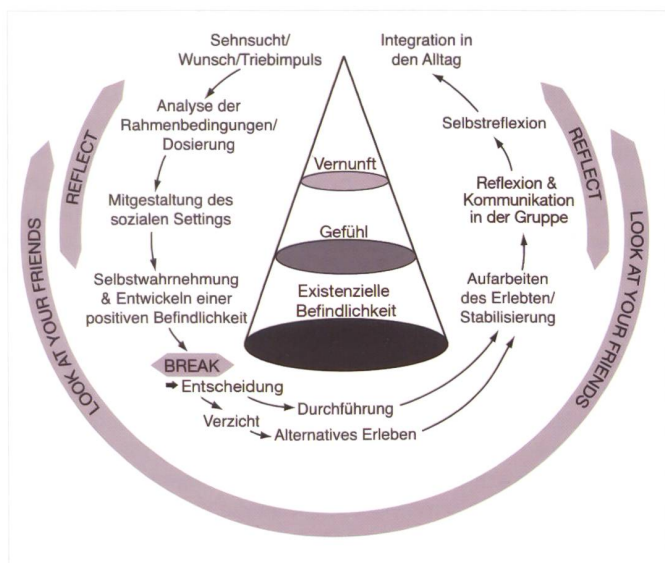 Sehnsucht/
Wunsch/Triebimpuls
Analyse der
Rahmenbedingungen/
Dosierung
Mitgestaltung des
sozialen Settings
Selbstwahrnehmung
& Entwickeln einer
positiven Befindlichkeit
BREAK
Entscheidung
Verzicht
Durchführung
Alternatives Erleben
Vernunft
Gefühl
Existenzielle
Befindlichkeit
Integration in
den Alltag
Selbstreflexion
Reflexion &
Kommunikation
in der Gruppe
Aufarbeiten
des Erlebten/
Stabilisierung
REFLECT
LOOK AT YOUR FRIENDS
LOOK AT YOUR FRIENDS
REFLECT